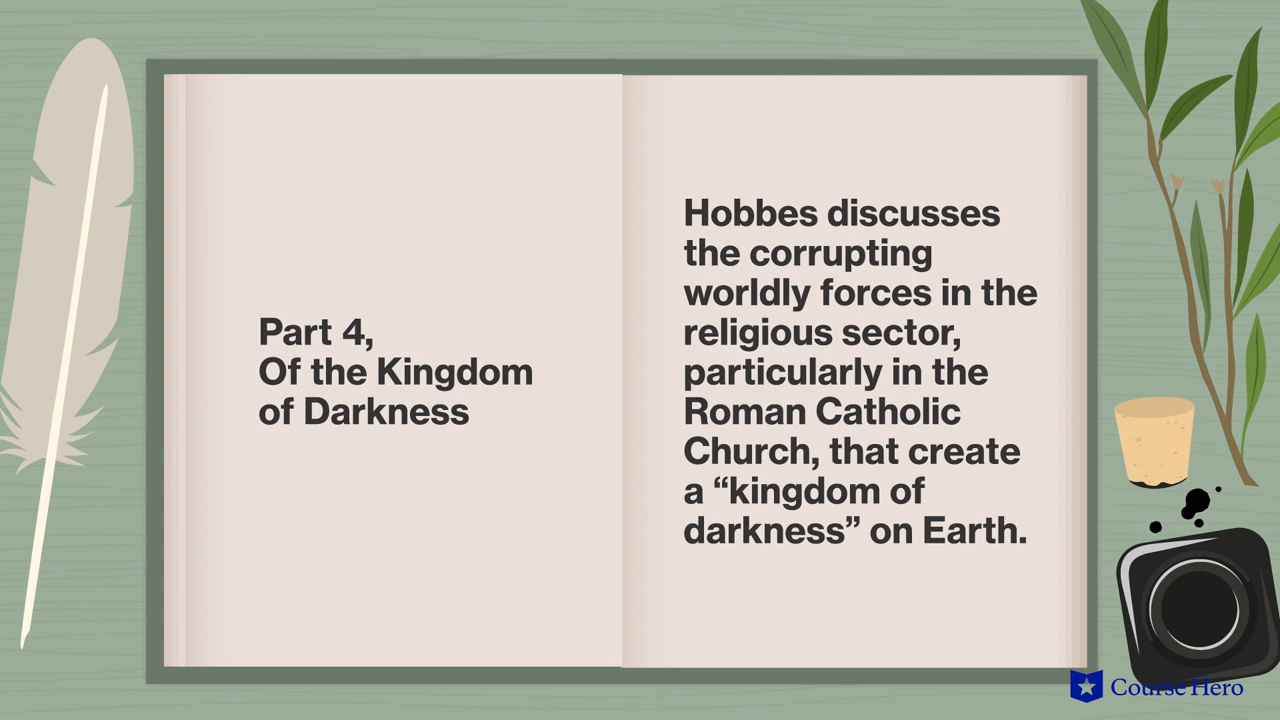 Part 4,
Of the Kingdom
of Darkness
Hobbes discusses
the corrupting
worldly forces in the
religious sector,
particularly in the
Roman Catholic
Church, that create
a “kingdom of
darkness” on Earth.
Course Hero